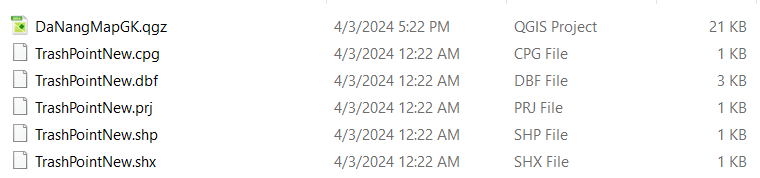 DaNangMapGK.qgz 4/3/2024 5:22 PM QGIS Project 21 KB
TrashPointNew.cpg 4/3/2024 12:22 AM CPG File 1 KB
TrashPointNew.dbf 4/3/2024 12:22 AM DBF File 3 KB
TrashPointNew.prj 4/3/2024 12:22 AM PRJ File 1 KB
TrashPointNew.shp 4/3/2024 12:22 AM SHP File 1 KB
TrashPointNew.shx 4/3/2024 12:22 AM SHX File 1 KB